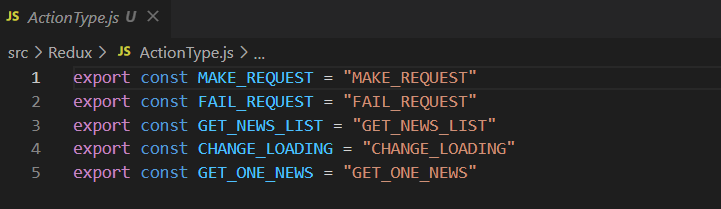 JS ActionType.js U ×
src > Redux > JS ActionType.js > ...
1 export const MAKE_REQUEST = "MAKE_REQUEST"
2 export const FAIL_REQUEST = "FAIL_REQUEST"
3 export const GET_NEWS_LIST = "GET_NEWS_LIST"
4 export const CHANGE_LOADING = "CHANGE_LOADING"
5 export const GET_ONE_NEWS = "GET_ONE_NEWS"